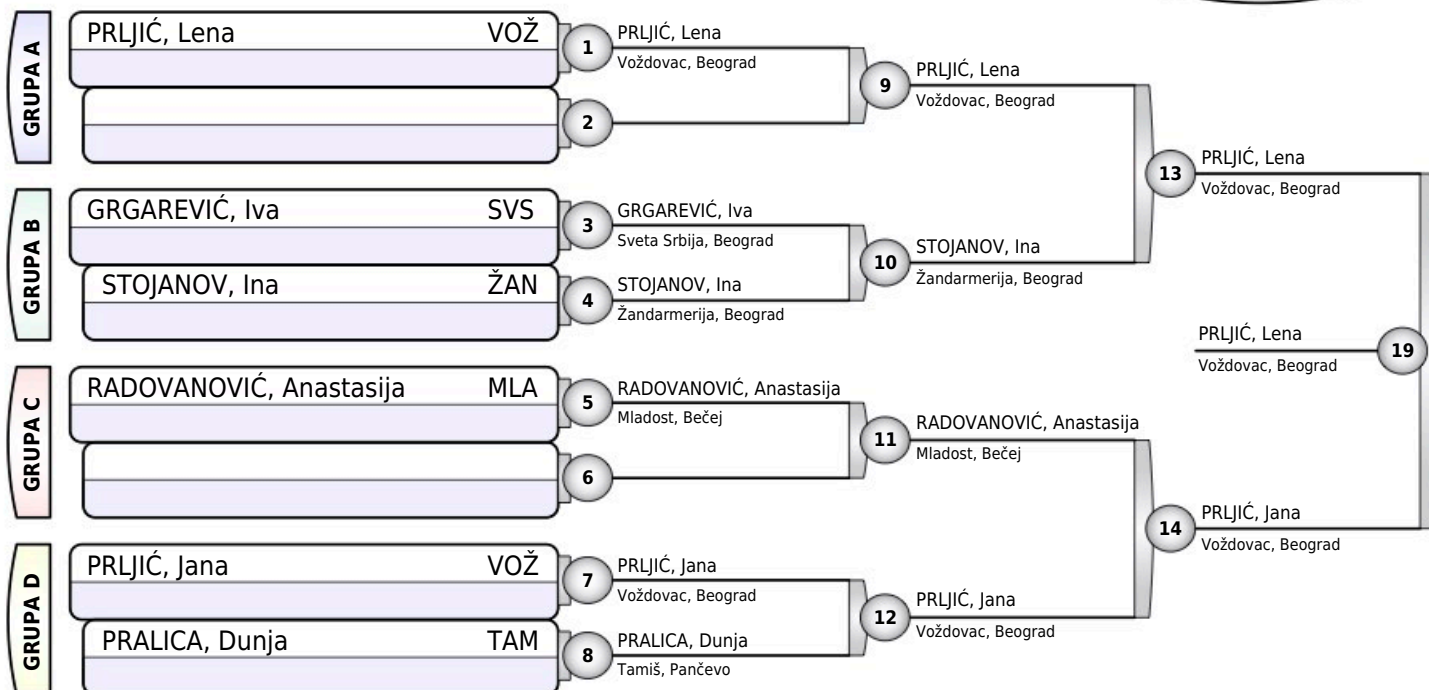 GRUPA A
PRLJIĆ, Lena VOŽ
1
PRLJIĆ, Lena
Voždovac, Beograd
2
9
PRLJIĆ, Lena
Voždovac, Beograd
GRUPA B
GRGAREVIĆ, Iva SVS
3
GRGAREVIĆ, Iva
Sveta Srbija, Beograd
STOJANOV, Ina ŽAN
4
STOJANOV, Ina
Žandarmerija, Beograd
10
STOJANOV, Ina
Žandarmerija, Beograd
13
PRLJIĆ, Lena
Voždovac, Beograd
GRUPA C
RADOVANOVIĆ, Anastasija MLA
5
RADOVANOVIĆ, Anastasija
Mladost, Bečej
6
11
RADOVANOVIĆ, Anastasija
Mladost, Bečej
GRUPA D
PRLJIĆ, Jana VOŽ
7
PRLJIĆ, Jana
Voždovac, Beograd
PRALICA, Dunja TAM
8
PRALICA, Dunja
Tamiš, Pančevo
12
PRLJIĆ, Jana
Voždovac, Beograd
14
PRLJIĆ, Jana
Voždovac, Beograd
PRLJIĆ, Lena
Voždovac, Beograd
19